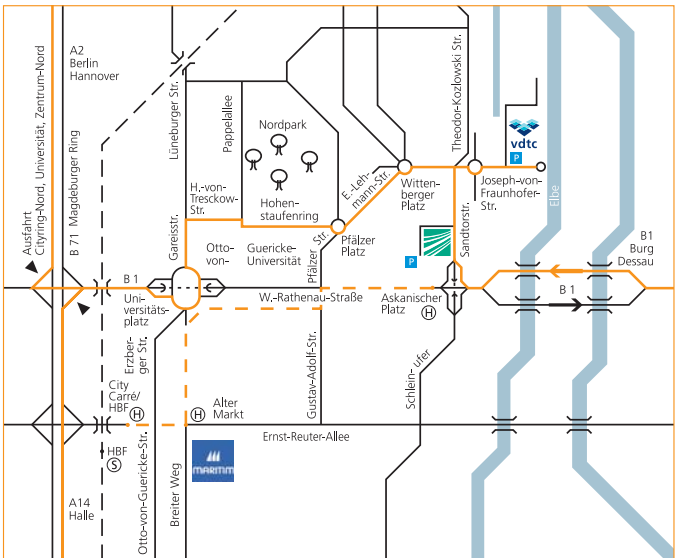 Ausfahrt
Cityring-Nord, Universität, Zentrum-Nord
A2
Berlin
Hannover
B 71 Magdeburger Ring
Lüneburger Str.
Pappelallee
Nordpark
Theodor-Kozlowski Str.
vdtc
P
H.-von-
Tresckow-
Str.
Hohen-
staufenring
E.-Leh-
mann-Str.
Witten-
berger
Platz
Joseph-von-
Fraunhofer-
Str.
Elbe
Gareisstr.
Otto-
von-
Guericke-
Universität
Pfälzer
Platz
Pfälzer Str.
Sandtorstr.
P
B1
Burg
Dessau
B 1
Uni-
versitäts-
platz
W.-Rathenau-Straße
Askanischer
Platz
H
B 1
Erzber-
ger Str.
Gustav-Adolf-Str.
Schlein- ufer
City
Carré/
HBF
H
H
Alter
Markt
Ernst-Reuter-Allee
HBF
S
MARITIM
Otto-von-Guericke-Str.
Breiter Weg
A14
Halle